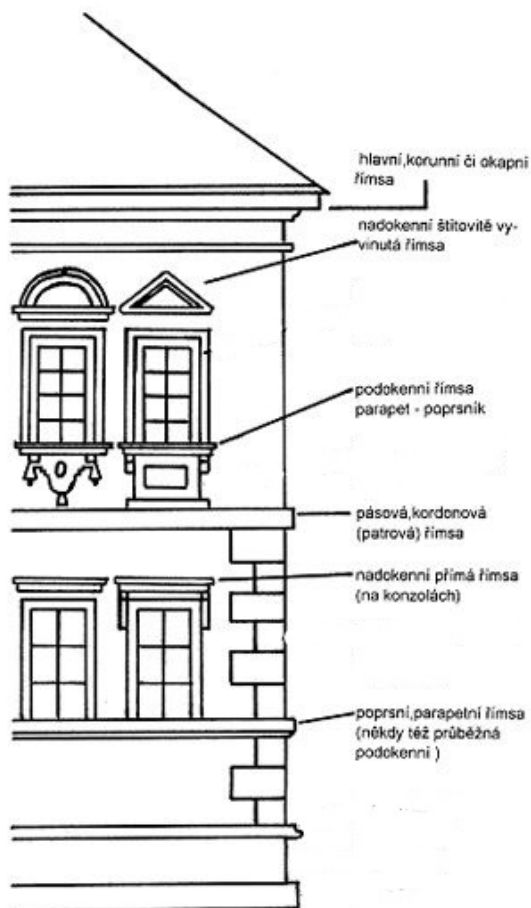 hlavní,korunní či okapní
římsa
nadokenní štítovitě vy-
vinutá římsa
podokenní římsa
parapet - poprsník
pásová,kordonová
(patrová) římsa
nadokenní přímá římsa
(na konzolách)
poprsní,parapetní římsa
(někdy též průběžná
podokenní )